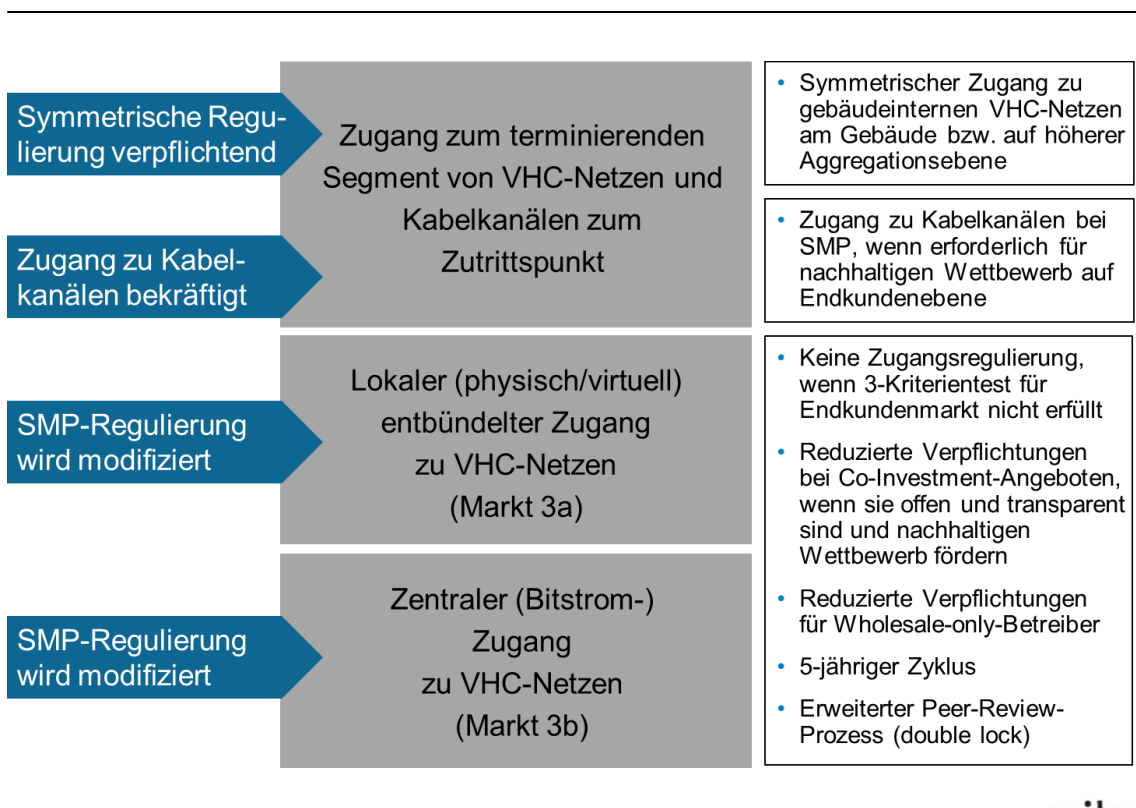 Symmetrische Regu-
lierung verpflichtend
Zugang zu Kabel-
kanälen bekräftigt
Zugang zum terminierenden
Segment von VHC-Netzen und
Kabelkanälen zum
Zutrittspunkt
• Symmetrischer Zugang zu
gebäudeinternen VHC-Netzen
am Gebäude bzw. auf höherer
Aggregationsebene
• Zugang zu Kabelkanälen bei
SMP, wenn erforderlich für
nachhaltigen Wettbewerb auf
Endkundenebene
SMP-Regulierung
wird modifiziert
Lokaler (physisch/virtuell)
entbündelter Zugang
zu VHC-Netzen
(Markt 3a)
SMP-Regulierung
wird modifiziert
Zentraler (Bitstrom-)
Zugang
zu VHC-Netzen
(Markt 3b)
• Keine Zugangsregulierung,
wenn 3-Kriterientest für
Endkundenmarkt nicht erfüllt
• Reduzierte Verpflichtungen
bei Co-Investment-Angeboten,
wenn sie offen und transparent
sind und nachhaltigen
Wettbewerb fördern
• Reduzierte Verpflichtungen
für Wholesale-only-Betreiber
• 5-jähriger Zyklus
• Erweiterter Peer-Review-
Prozess (double lock)